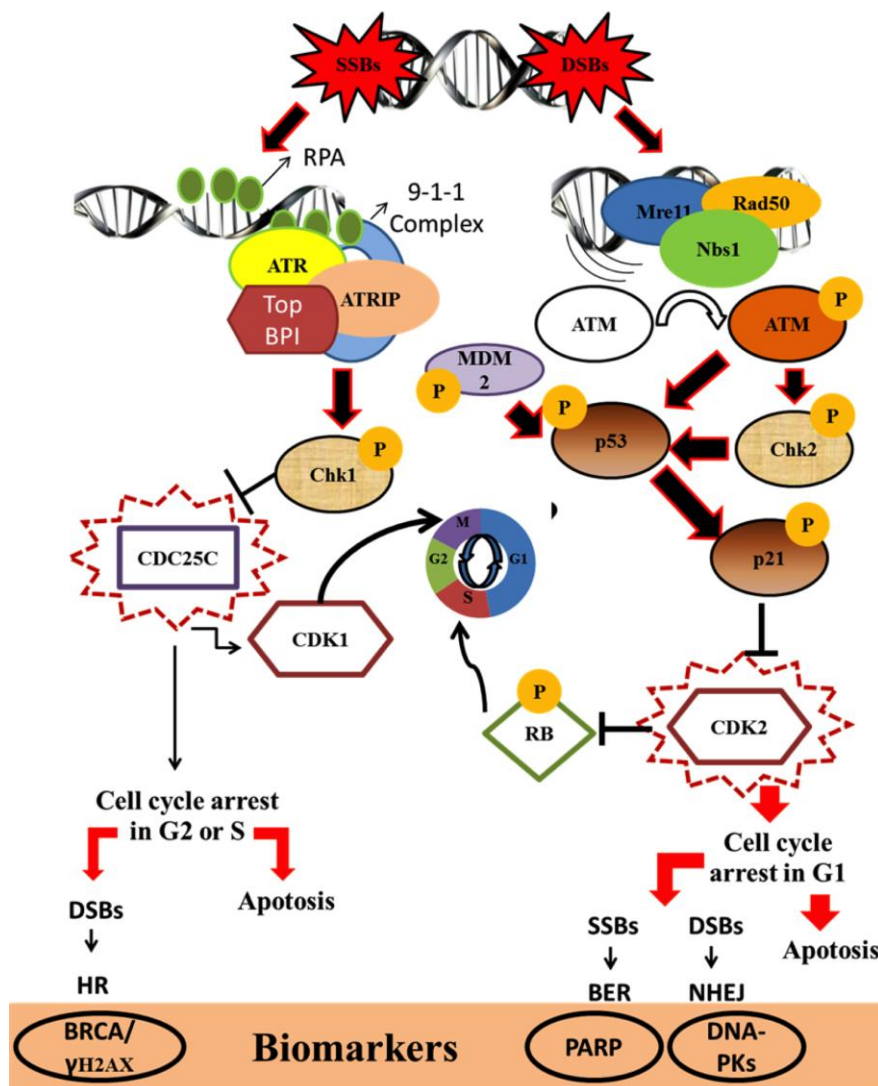 SSBs
DSBs
RPA
9-1-1
Complex
ATR
ATRIP
Top
BPI
Mre11
Rad50
Nbs1
ATM
ATM
P
MDM
2
P
P
p53
P
Chk2
P
Chk1
P
p21
CDC25C
CDK1
M
G2
G1
S
P
RB
CDK2
Cell cycle arrest
in G2 or S
Cell cycle
arrest in G1
DSBs
Apotosis
SSBs
DSBs
Apotosis
HR
BER
NHEJ
BRCA/
γH2AX
Biomarkers
PARP
DNA-
PKs